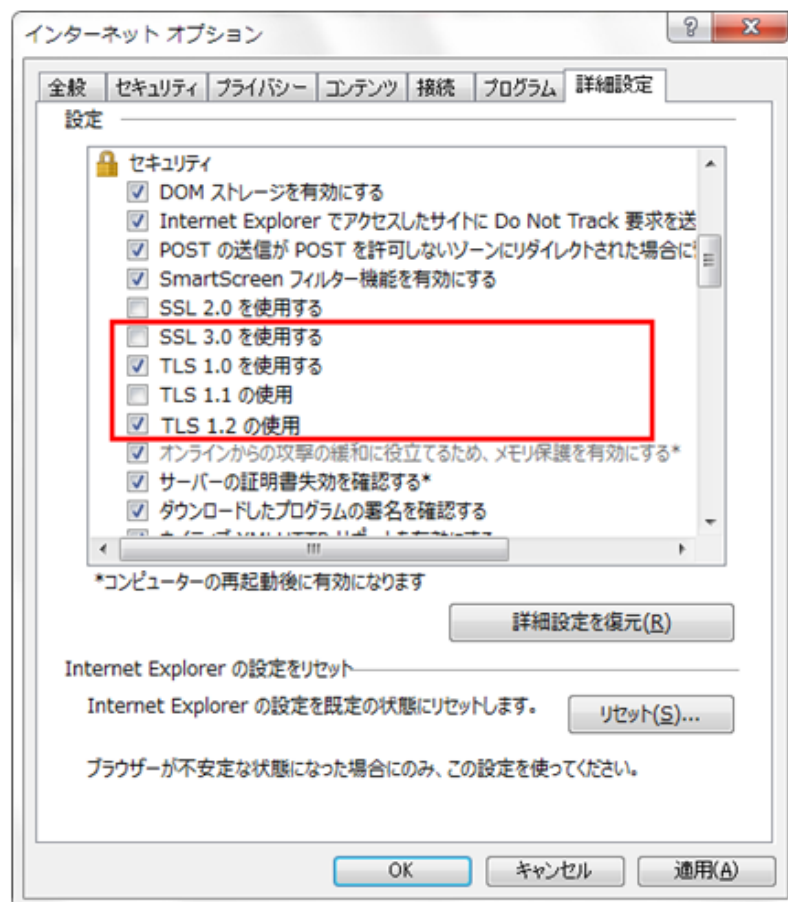 インターネット オプション
全般 セキュリティ プライバシー コンテンツ 接続 プログラム 詳細設定
設定
セキュリティ
DOM ストレージを有効にする
Internet Explorer でアクセスしたサイトに Do Not Track 要求を送
POST の送信が POST を許可しないゾーンにリダイレクトされた場合に
SmartScreen フィルター機能を有効にする
SSL 2.0 を使用する
SSL 3.0 を使用する
TLS 1.0 を使用する
TLS 1.1 の使用
TLS 1.2 の使用
オンラインからの攻撃の緩和に役立てるため、メモリ保護を有効にする*
サーバーの証明書失効を確認する*
ダウンロードしたプログラムの署名を確認する
*コンピューターの再起動後に有効になります
詳細設定を復元(R)
Internet Explorer の設定をリセット
Internet Explorer の設定を既定の状態にリセットします。
リセット(S)...
ブラウザーが不安定な状態になった場合にのみ、この設定を使ってください。
OK キャンセル 適用(A)